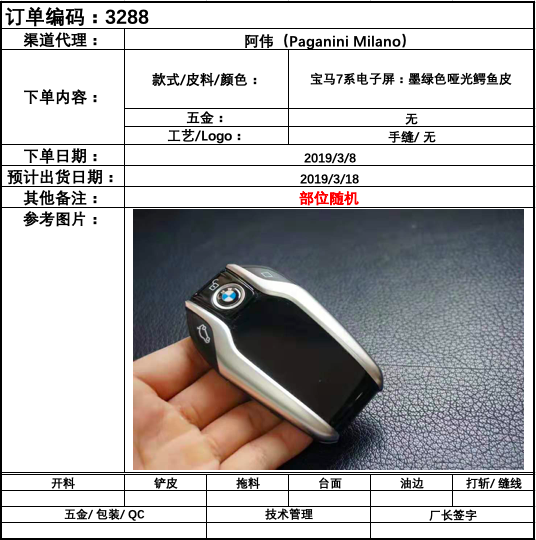 订单编码：3288
渠道代理： 阿伟（Paganini Milano）
下单内容： 款式/皮料/颜色： 宝马7系电子屏：墨绿色哑光鳄鱼皮
五金： 无
工艺/Logo： 手缝/ 无
下单日期： 2019/3/8
预计出货日期： 2019/3/18
其他备注： 部位随机
参考图片：
BMW
开料 铲皮 拖料 台面 油边 打斩/ 缝线
五金/ 包装/ QC 技术管理 厂长签字